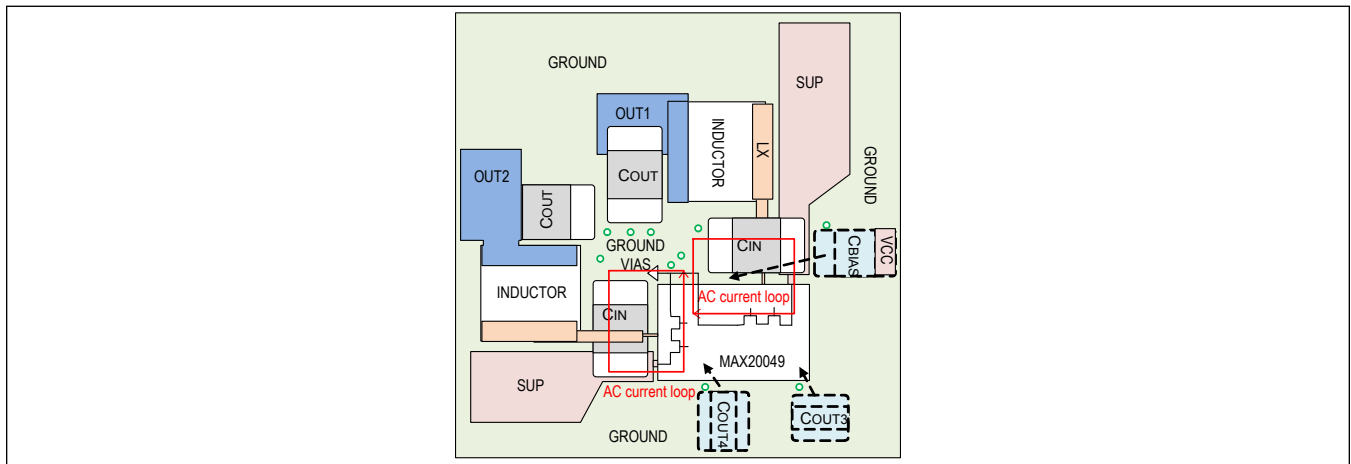 GROUND
SUP
OUT1
INDUCTOR
LX
GROUND
OUT2
COUT
COUT
GROUND
VIAS
CIN
CBIAS
VCC
INDUCTOR
CIN
AC current loop
MAX20049
SUP
AC current loop
COUT4
COUT3
GROUND